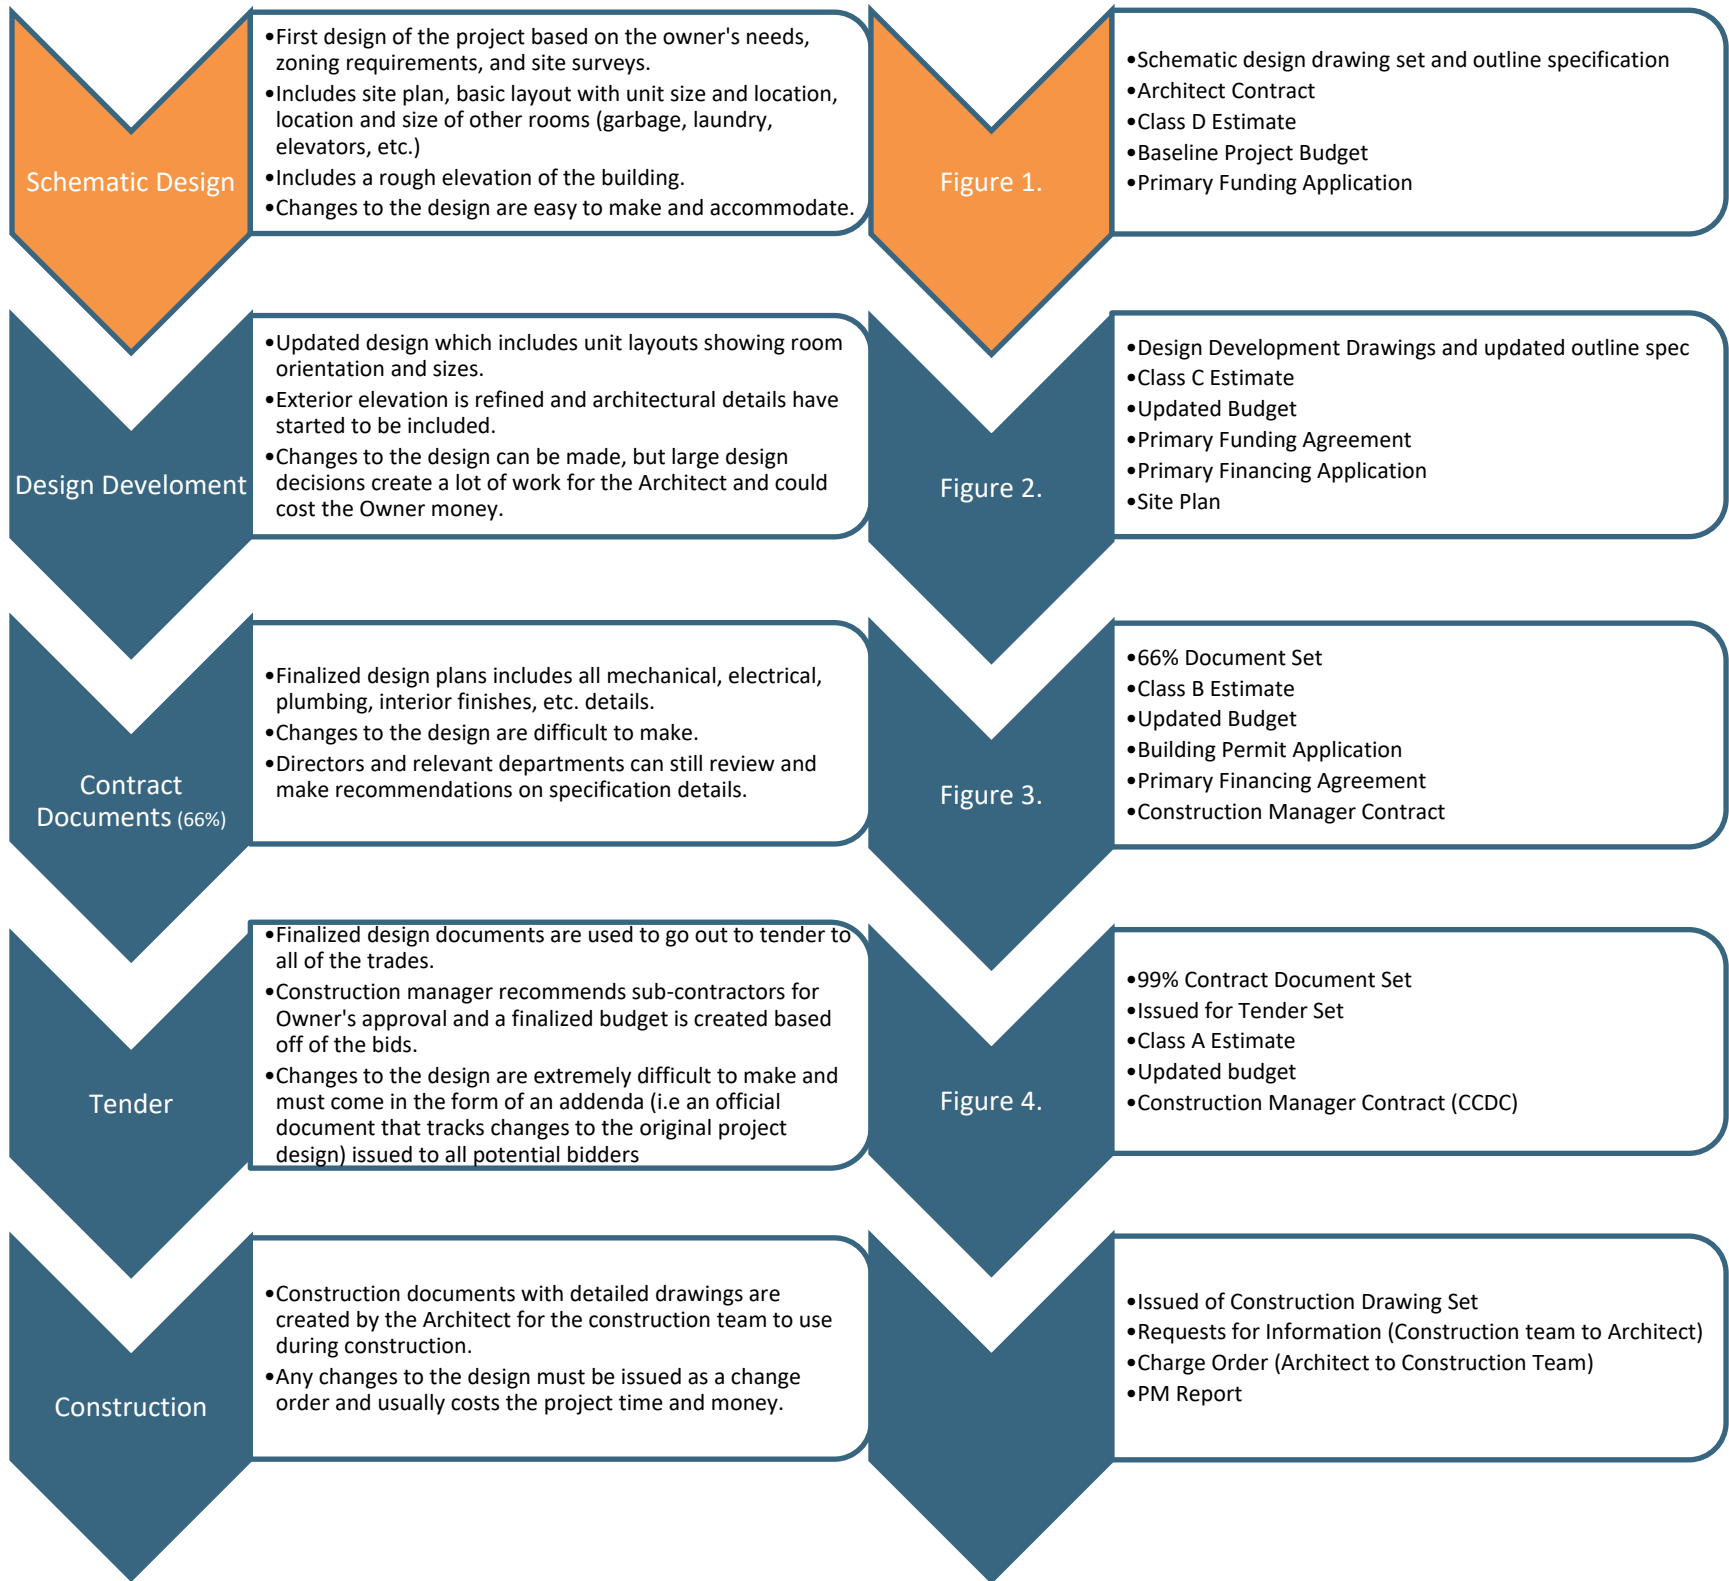 Schematic Design
•First design of the project based on the owner's needs,
zoning requirements, and site surveys.
•Includes site plan, basic layout with unit size and location,
location and size of other rooms (garbage, laundry,
elevators, etc.)
•Includes a rough elevation of the building.
•Changes to the design are easy to make and accommodate.
Figure 1.
•Schematic design drawing set and outline specification
•Architect Contract
•Class D Estimate
•Baseline Project Budget
•Primary Funding Application
Design Develoment
•Updated design which includes unit layouts showing room
orientation and sizes.
•Exterior elevation is refined and architectural details have
started to be included.
•Changes to the design can be made, but large design
decisions create a lot of work for the Architect and could
cost the Owner money.
Figure 2.
•Design Development Drawings and updated outline spec
•Class C Estimate
•Updated Budget
•Primary Funding Agreement
•Primary Financing Application
•Site Plan
Contract
Documents (66%)
•Finalized design plans includes all mechanical, electrical,
plumbing, interior finishes, etc. details.
•Changes to the design are difficult to make.
•Directors and relevant departments can still review and
make recommendations on specification details.
Figure 3.
•66% Document Set
•Class B Estimate
•Updated Budget
•Building Permit Application
•Primary Financing Agreement
•Construction Manager Contract
Tender
•Finalized design documents are used to go out to tender to
all of the trades.
•Construction manager recommends sub-contractors for
Owner's approval and a finalized budget is created based
off of the bids.
•Changes to the design are extremely difficult to make and
must come in the form of an addenda (i.e an official
document that tracks changes to the original project
design) issued to all potential bidders
Figure 4.
•99% Contract Document Set
•Issued for Tender Set
•Class A Estimate
•Updated budget
•Construction Manager Contract (CCDC)
Construction
•Construction documents with detailed drawings are
created by the Architect for the construction team to use
during construction.
•Any changes to the design must be issued as a change
order and usually costs the project time and money.
•Issued of Construction Drawing Set
•Requests for Information (Construction team to Architect)
•Charge Order (Architect to Construction Team)
•PM Report